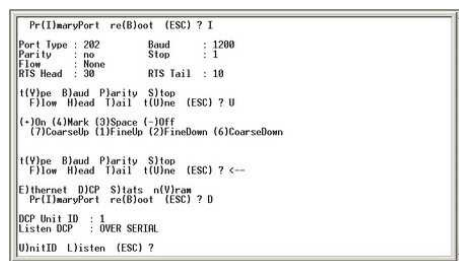 Pr(I)maryPort re(B)oot (ESC) ? I
Port Type : 202 Baud : 1200
Parity : no Stop : 1
Flow : None
RTS Head : 30 RTS Tail : 10
t(Y)pe B)aud P)arity S)top
F)low H)ead T)ail t(U)ne (ESC) ? U
(+)On (4)Mark (3)Space (-)Off
(7)CoarseUp (1)FineUp (2)FineDown (6)CoarseDown
t(Y)pe B)aud P)arity S)top
F)low H)ead T)ail t(U)ne (ESC) ? <--
E)thernet D)CP S)tats n(V)ram
Pr(I)maryPort re(B)oot (ESC) ? D
DCP Unit ID : 1
Listen DCP : OVER SERIAL
U)nitID L)isten (ESC) ?